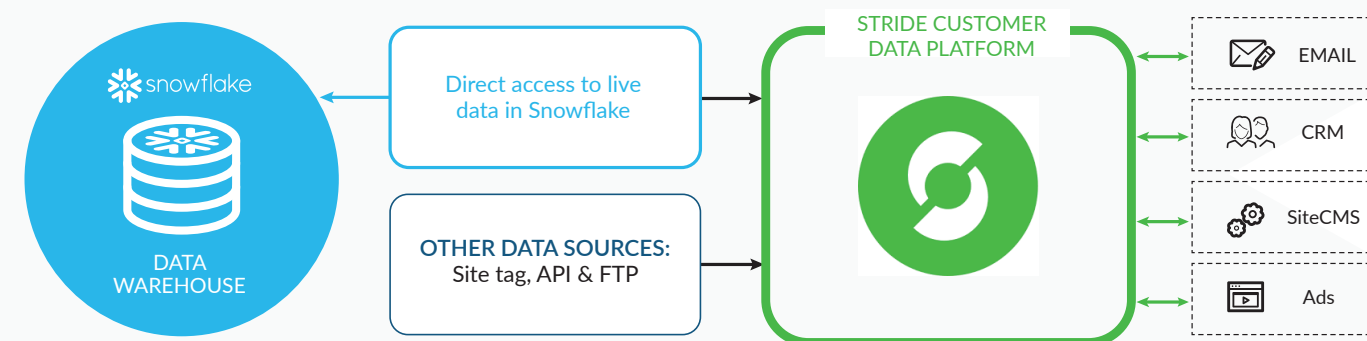 snowflake
DATA
WAREHOUSE
Direct access to live
data in Snowflake
OTHER DATA SOURCES:
Site tag, API & FTP
STRIDE CUSTOMER
DATA PLATFORM
EMAIL
CRM
SiteCMS
Ads